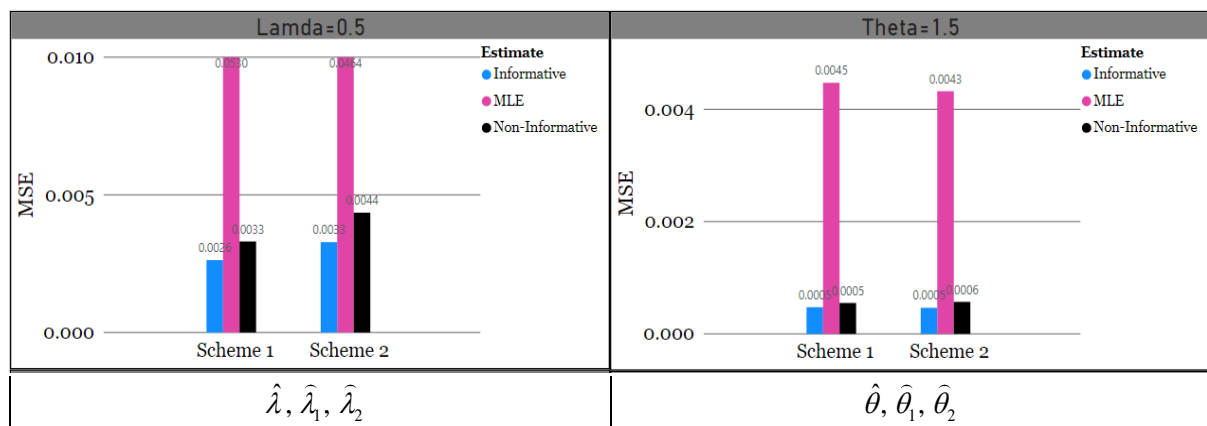 Lamda=0.5
Estimate
Informative
MLE
Non-Informative
MSE
0.010
0.005
0.000
0.0026
0.0530
0.0033
0.0033
0.0464
0.0044
Scheme 1 Scheme 2
λ̂, λ̂₁, λ̂₂
Theta=1.5
Estimate
Informative
MLE
Non-Informative
MSE
0.004
0.002
0.000
0.0005
0.0045
0.0005
0.0005
0.0043
0.0006
Scheme 1 Scheme 2
θ̂, θ̂₁, θ̂₂